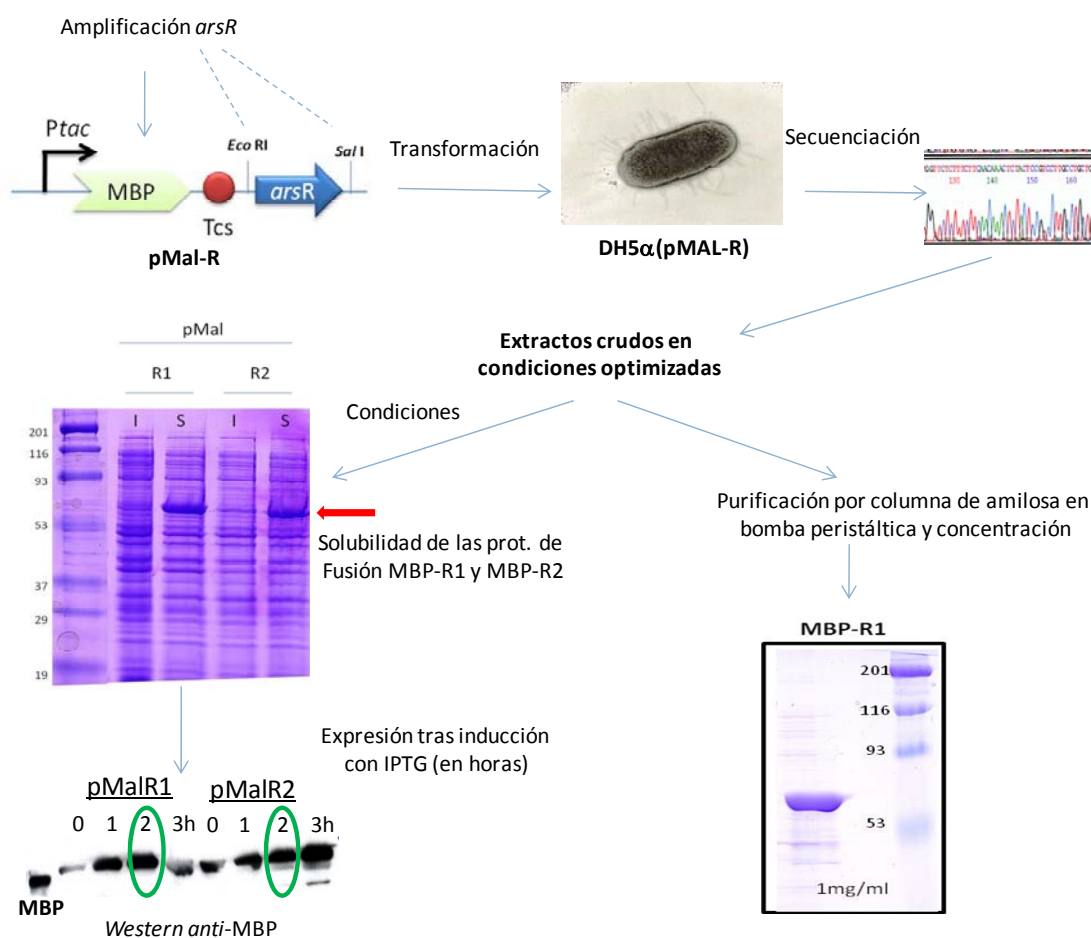 Amplificación arsR
Ptac
Eco RI
Sal I
MBP
arsR
Tcs
pMal-R
Transformación
DH5α(pMAL-R)
Secuenciación
130 140 150 160
Extractos crudos en
condiciones optimizadas
pMal
R1 R2
I S I S
201
116
93
53
37
29
19
Condiciones
Solubilidad de las prot. de
Fusión MBP-R1 y MBP-R2
Purificación por columna de amilosa en
bomba peristáltica y concentración
MBP-R1
201
116
93
53
1mg/ml
Expresión tras inducción
con IPTG (en horas)
pMalR1 pMalR2
0 1 2 3h 0 1 2 3h
MBP
Western anti-MBP